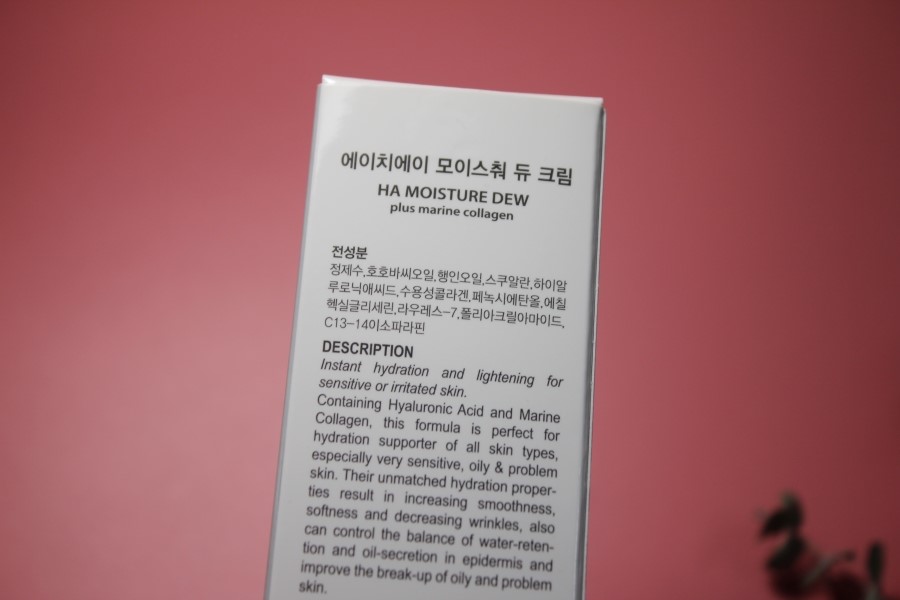 에이치에이 모이스춰 듀 크림
HA MOISTURE DEW
plus marine collagen
전성분
정제수,호호바씨오일,행인오일,스쿠알란,하이알
루로닉애씨드,수용성콜라겐,페녹시에탄올,에칠
헥실글리세린,라우레스-7,폴리아크릴아마이드,
C13-14이소파라핀
DESCRIPTION
Instant hydration and lightening for
sensitive or irritated skin.
Containing Hyaluronic Acid and Marine
Collagen, this formula is perfect for
hydration supporter of all skin types,
especially very sensitive, oily & problem
skin. Their unmatched hydration proper-
ties result in increasing smoothness,
softness and decreasing wrinkles, also
can control the balance of water-reten-
tion and oil-secretion in epidermis and
improve the break-up of oily and problem
skin.